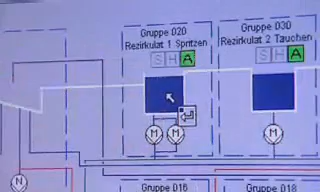 Gruppe 020
Rezirkulat 1 Spritzen
S H A
Gruppe 030
Rezirkulat 2 Tauchen
S H A
M M
M
N
Gruppe 016
Gruppe 018